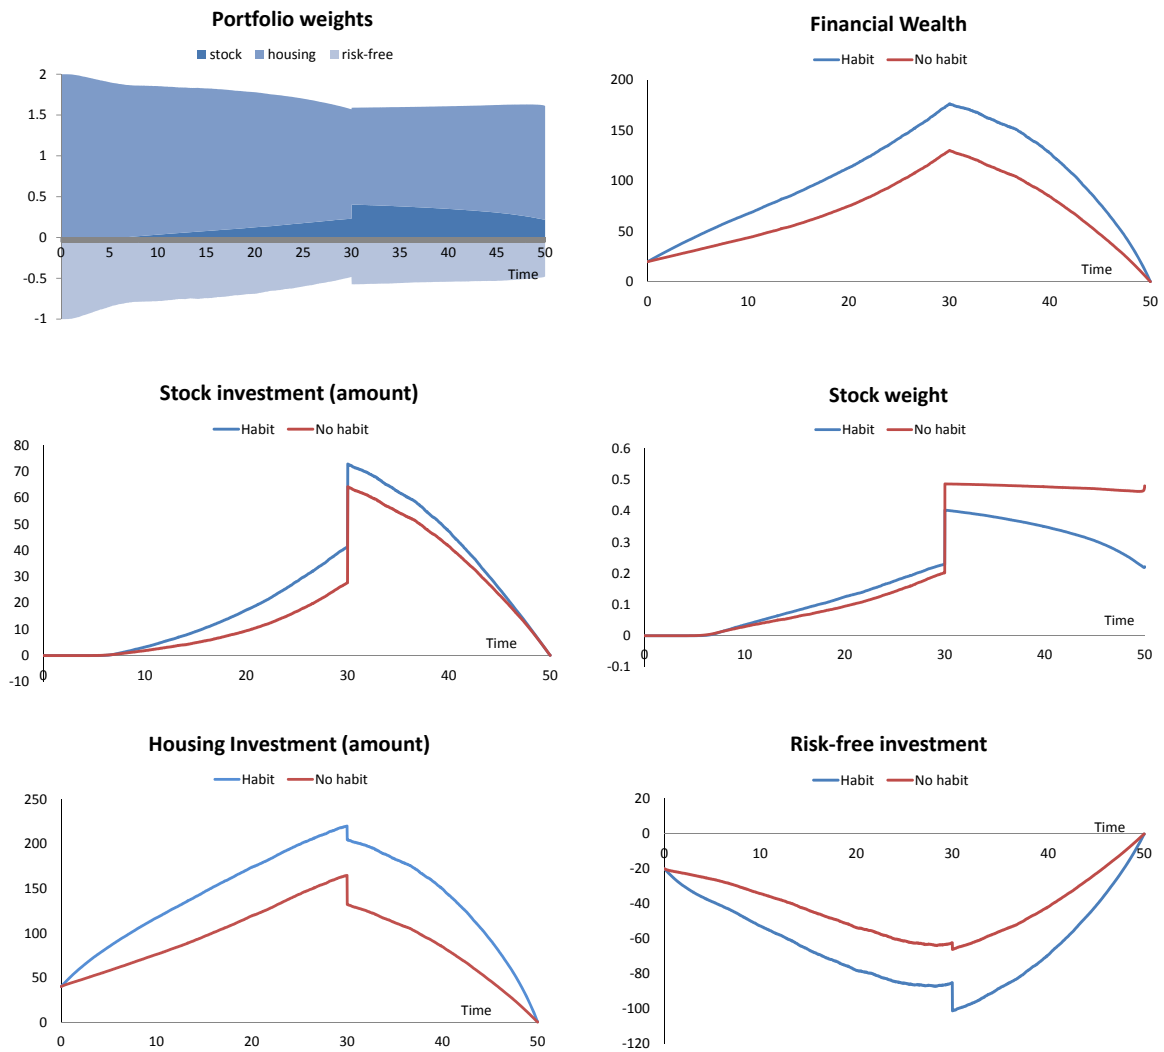 Portfolio weights
stock housing risk-free
2
1.5
1
0.5
0
0 5 10 15 20 25 30 35 40 45 50
Time
-0.5
-1
Financial Wealth
Habit No habit
200
150
100
50
0
Time
0 10 20 30 40 50
Stock investment (amount)
Habit No habit
80
70
60
50
40
30
20
10
0
-10
Time
0 10 20 30 40 50
Stock weight
Habit No habit
0.6
0.5
0.4
0.3
0.2
0.1
0
-0.1
Time
0 10 20 30 40 50
Housing Investment (amount)
Habit No habit
250
200
150
100
50
0
Time
0 10 20 30 40 50
Risk-free investment
Habit No habit
20
0
-20
-40
-60
-80
-100
-120
Time
0 10 20 30 40 50